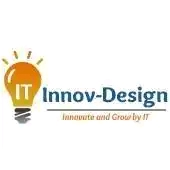 IT
Innov-Design
Innovate and Grow by IT